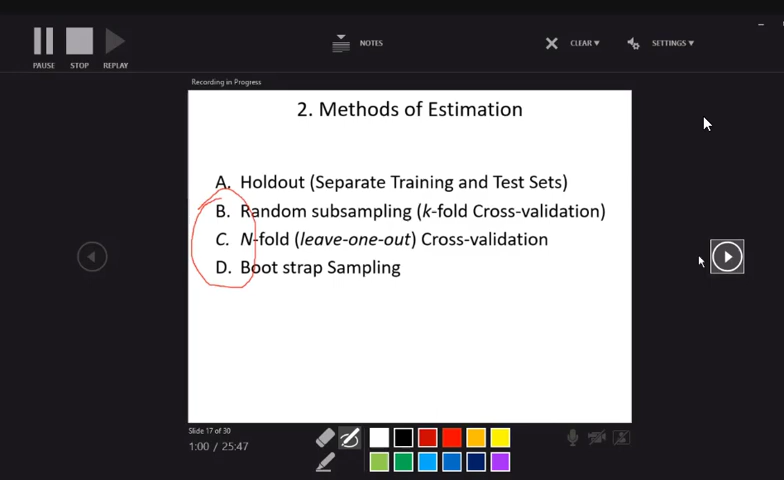 NOTES
CLEAR
SETTINGS
PAUSE STOP REPLAY
Recording in Progress
2. Methods of Estimation
A. Holdout (Separate Training and Test Sets)
B. Random subsampling (k-fold Cross-validation)
C. N-fold (leave-one-out) Cross-validation
D. Boot strap Sampling
Slide 17 of 30
1:00 / 25:47